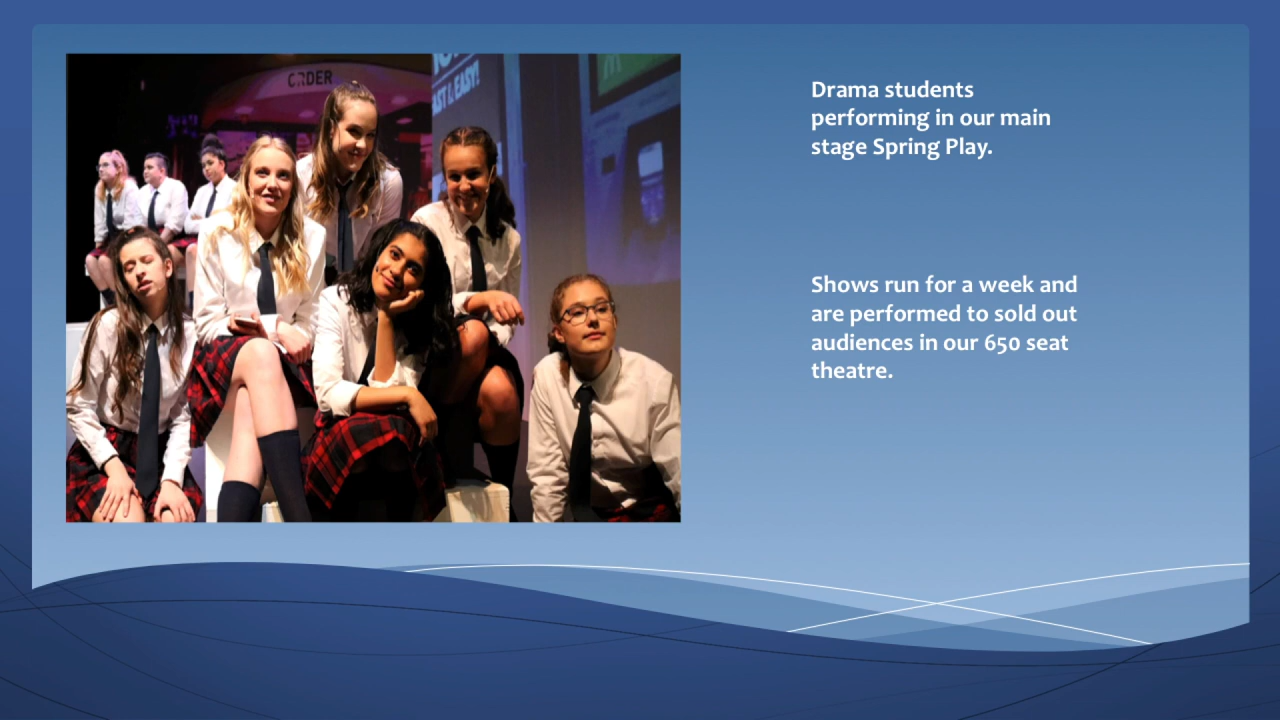 ORDER
AST & EASY!
Drama students
performing in our main
stage Spring Play.
Shows run for a week and
are performed to sold out
audiences in our 650 seat
theatre.